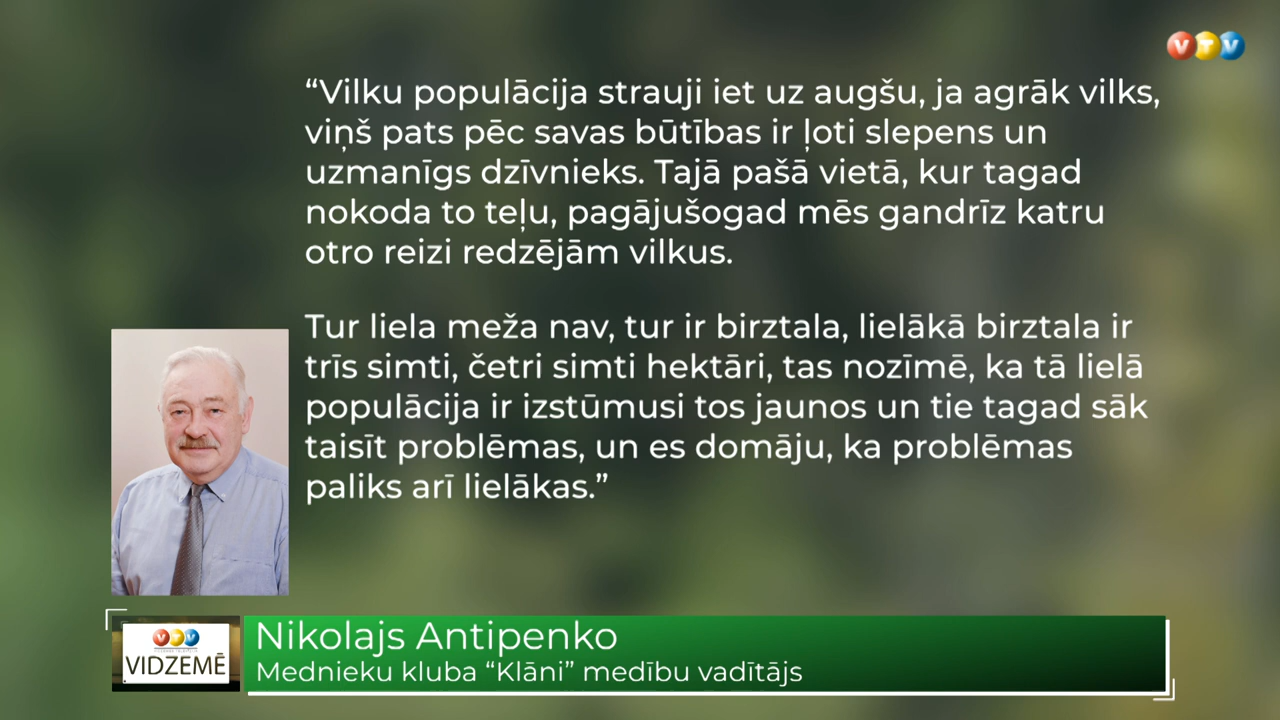 VTV
“Vilku populācija strauji iet uz augšu, ja agrāk vilks,
viņš pats pēc savas būtības ir ļoti slepens un
uzmanīgs dzīvnieks. Tajā pašā vietā, kur tagad
nokoda to teļu, pagājušogad mēs gandrīz katru
otro reizi redzējām vilkus.
Tur liela meža nav, tur ir birztala, lielākā birztala ir
trīs simti, četri simti hektāri, tas nozīmē, ka tā lielā
populācija ir izstūmusi tos jaunos un tie tagad sāk
taisīt problēmas, un es domāju, ka problēmas
paliks arī lielākas.”
VTV
VIDZEMĒ
Nikolajs Antipenko
Mednieku kluba “Klāni” medību vadītājs